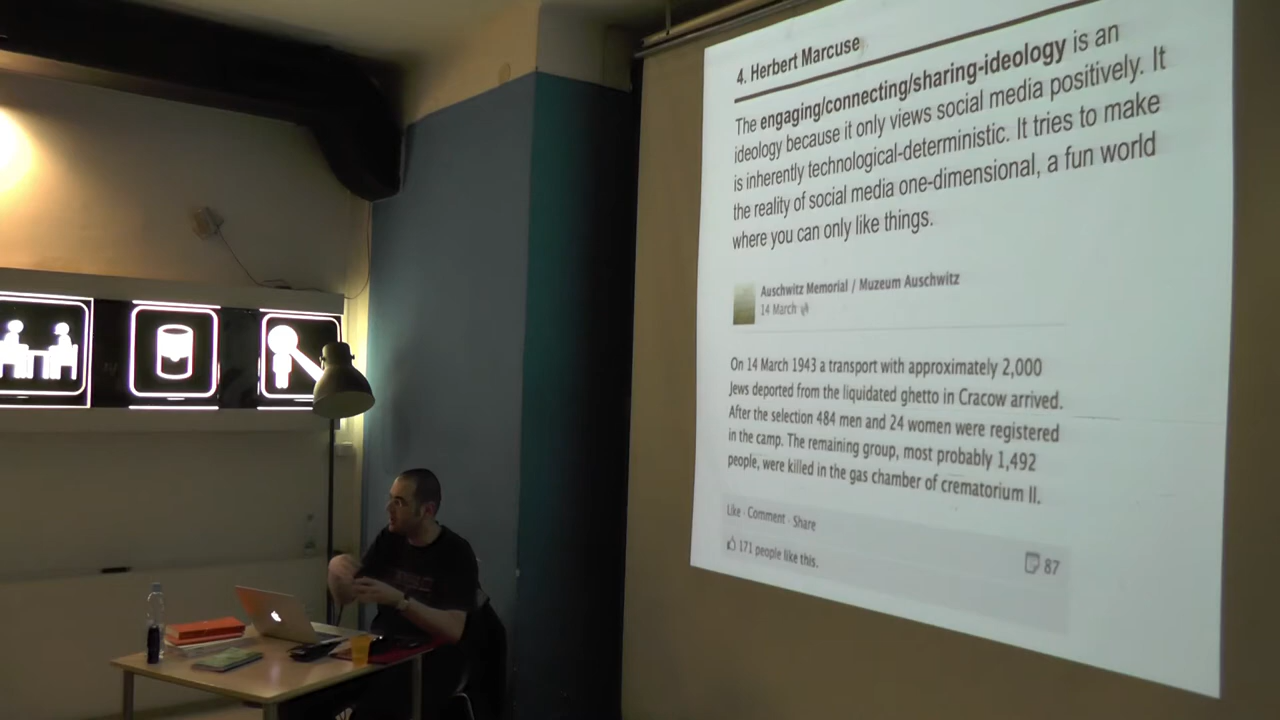 4. Herbert Marcuse
The engaging/connecting/sharing-ideology is an
ideology because it only views social media positively. It
is inherently technological-deterministic. It tries to make
the reality of social media one-dimensional, a fun world
where you can only like things.
Auschwitz Memorial / Muzeum Auschwitz
14 March
On 14 March 1943 a transport with approximately 2,000
Jews deported from the liquidated ghetto in Cracow arrived.
After the selection 484 men and 24 women were registered
in the camp. The remaining group, most probably 1,492
people, were killed in the gas chamber of crematorium II.
Like · Comment · Share
171 people like this.
87